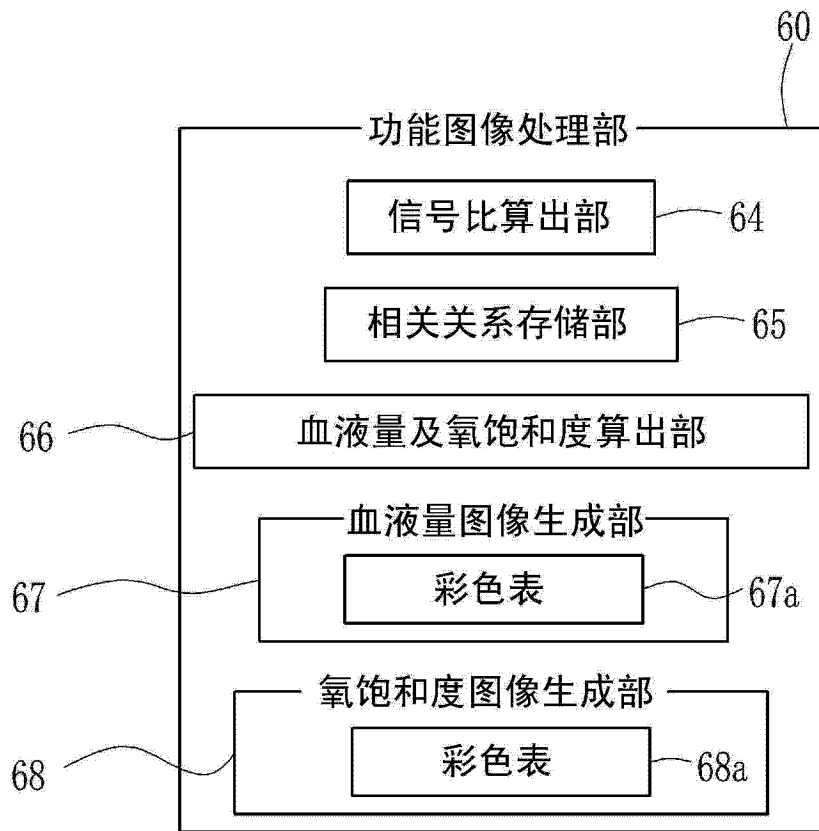 60
功能图像处理部
信号比算出部
64
相关关系存储部
65
66
血液量及氧饱和度算出部
血液量图像生成部
67
彩色表
67a
氧饱和度图像生成部
68
彩色表
68a